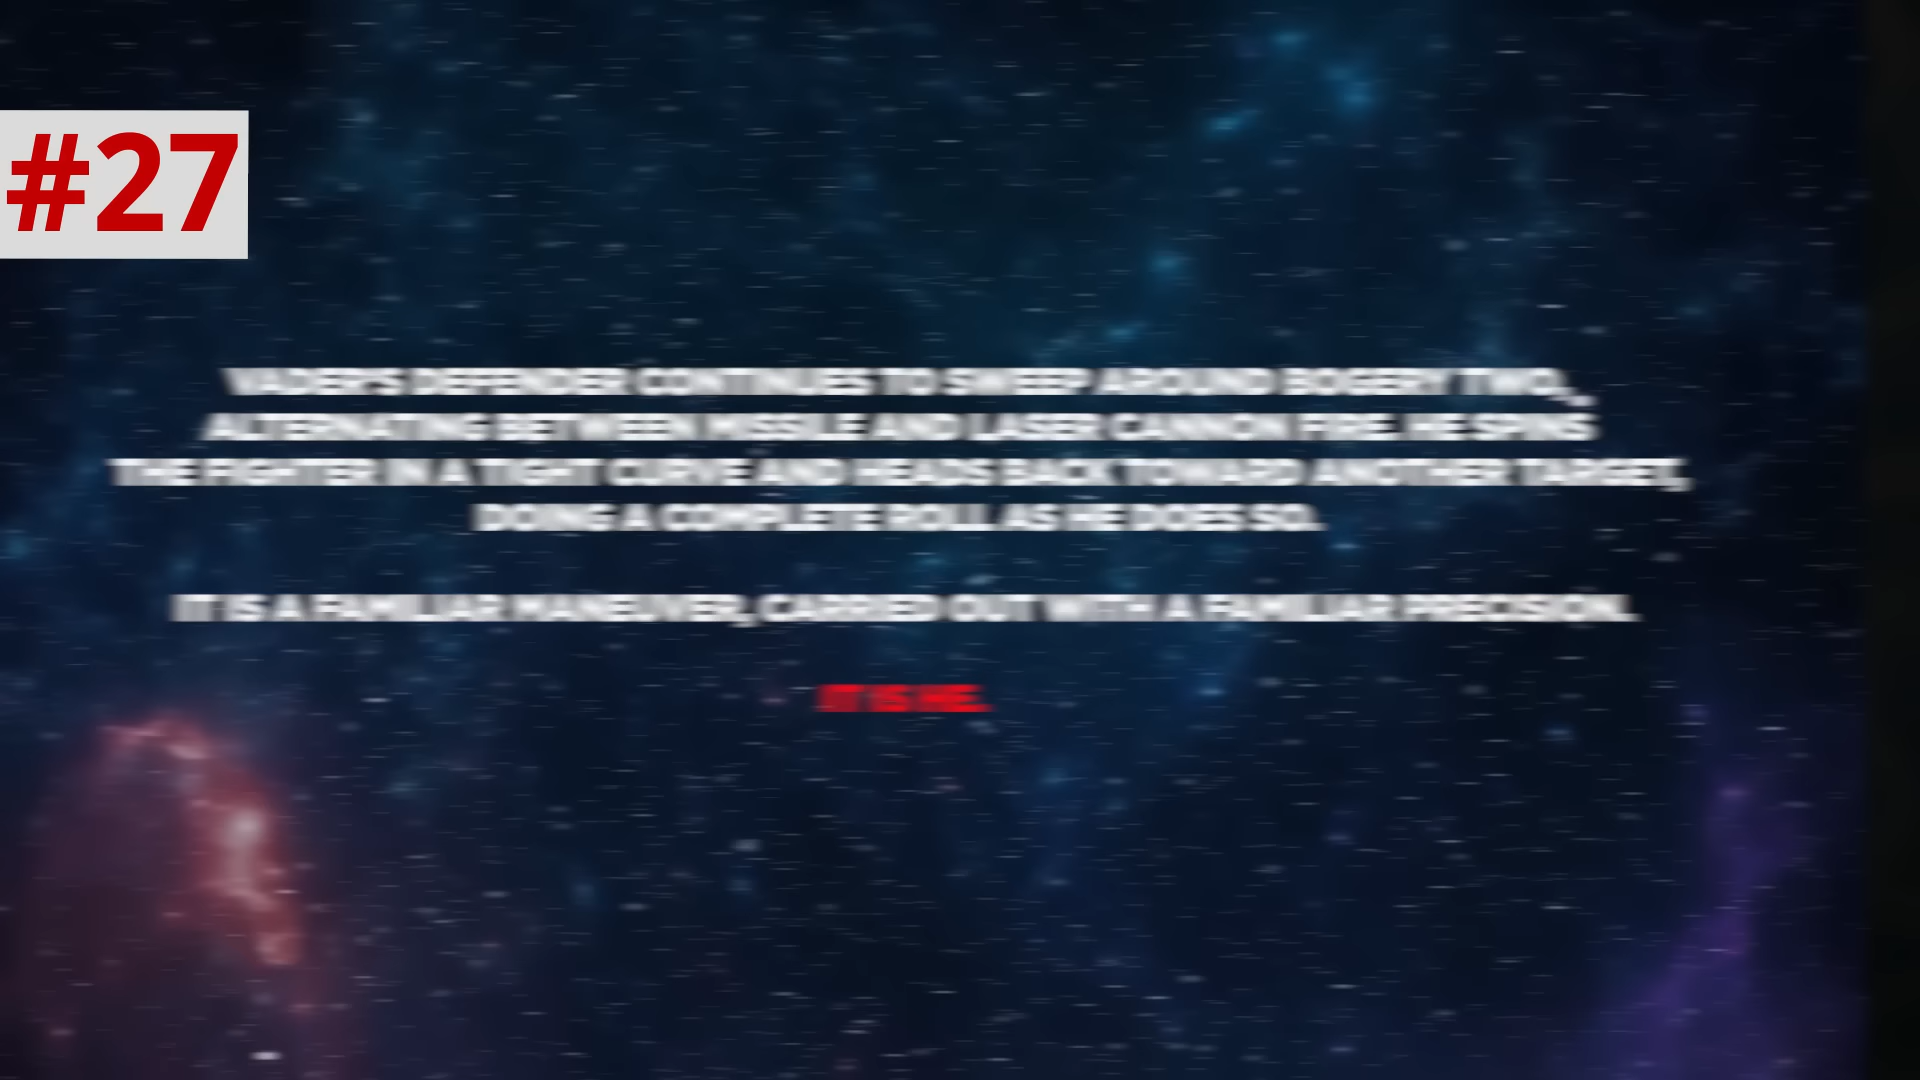 #27
VADER'S DEFENDER CONTINUES TO SWEEP AROUND BOGERY TWO,
ALTERNATING BETWEEN MISSILE AND LASER CANNON FIRE. HE SPINS
THE FIGHTER IN A TIGHT CURVE AND HEADS BACK TOWARD ANOTHER TARGET,
DOING A COMPLETE ROLL AS HE DOES SO.
IT IS A FAMILIAR MANEUVER, CARRIED OUT WITH A FAMILIAR PRECISION.
IT IS HE.